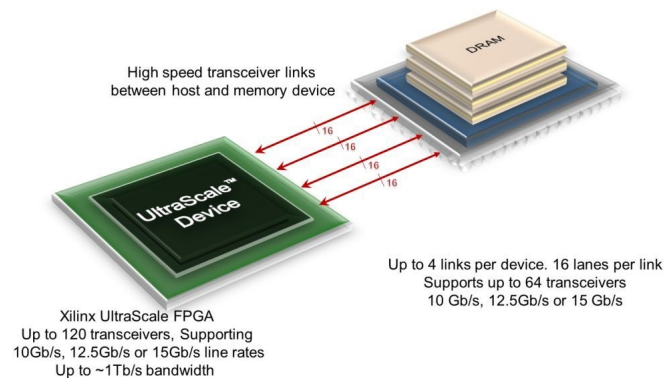 DRAM
High speed transceiver links
between host and memory device
16
16
16
16
UltraScale™
Device
Up to 4 links per device. 16 lanes per link
Supports up to 64 transceivers
10 Gb/s, 12.5Gb/s or 15 Gb/s
Xilinx UltraScale FPGA
Up to 120 transceivers, Supporting
10Gb/s, 12.5Gb/s or 15Gb/s line rates
Up to ~1Tb/s bandwidth